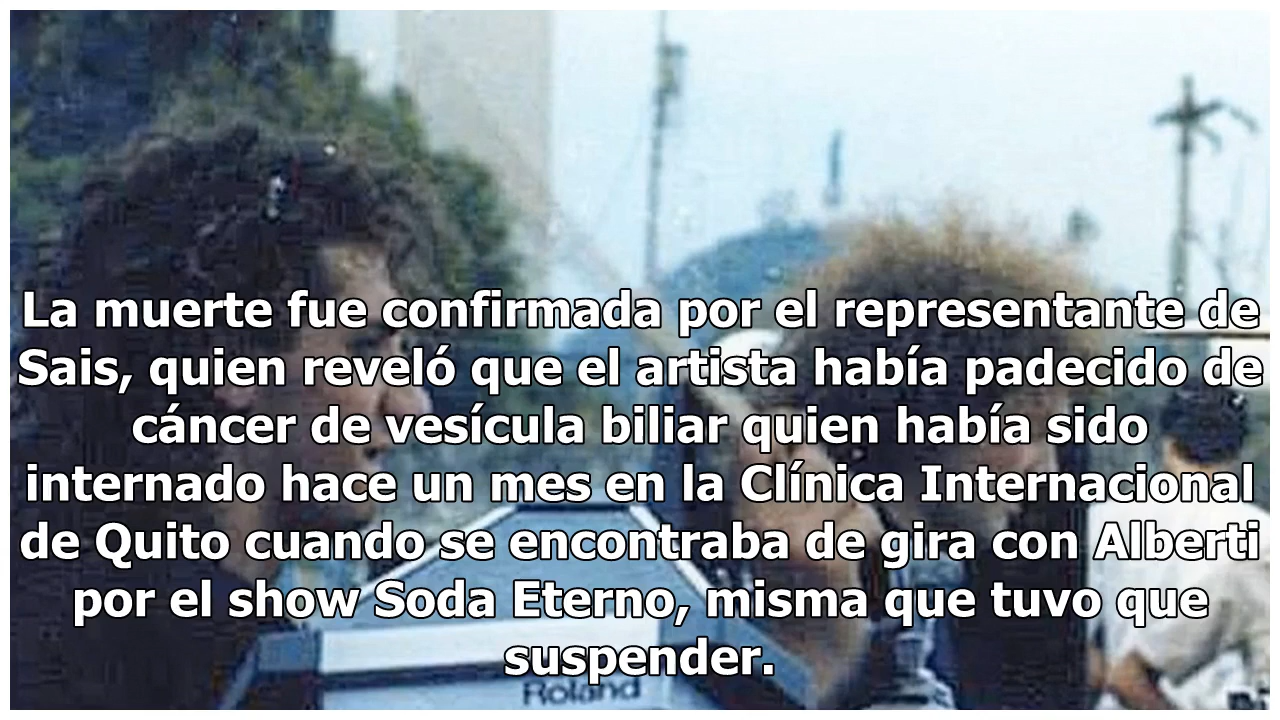 La muerte fue confirmada por el representante de
Sais, quien reveló que el artista había padecido de
cáncer de vesícula biliar quien había sido
internado hace un mes en la Clínica Internacional
de Quito cuando se encontraba de gira con Alberti
por el show Soda Eterno, misma que tuvo que
suspender.
Roland